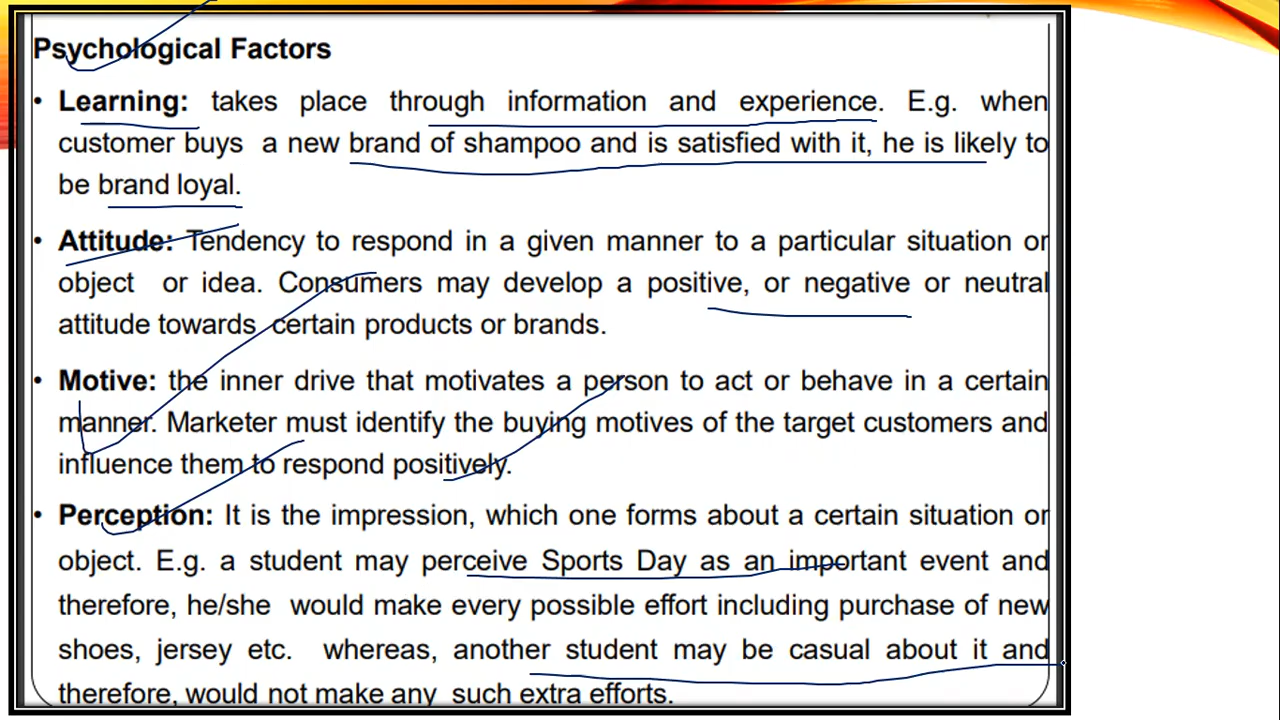 Psychological Factors
• Learning: takes place through information and experience. E.g. when
customer buys a new brand of shampoo and is satisfied with it, he is likely to
be brand loyal.
• Attitude: Tendency to respond in a given manner to a particular situation or
object or idea. Consumers may develop a positive, or negative or neutral
attitude towards certain products or brands.
• Motive: the inner drive that motivates a person to act or behave in a certain
manner. Marketer must identify the buying motives of the target customers and
influence them to respond positively.
• Perception: It is the impression, which one forms about a certain situation or
object. E.g. a student may perceive Sports Day as an important event and
therefore, he/she would make every possible effort including purchase of new
shoes, jersey etc. whereas, another student may be casual about it and
therefore, would not make any such extra efforts.